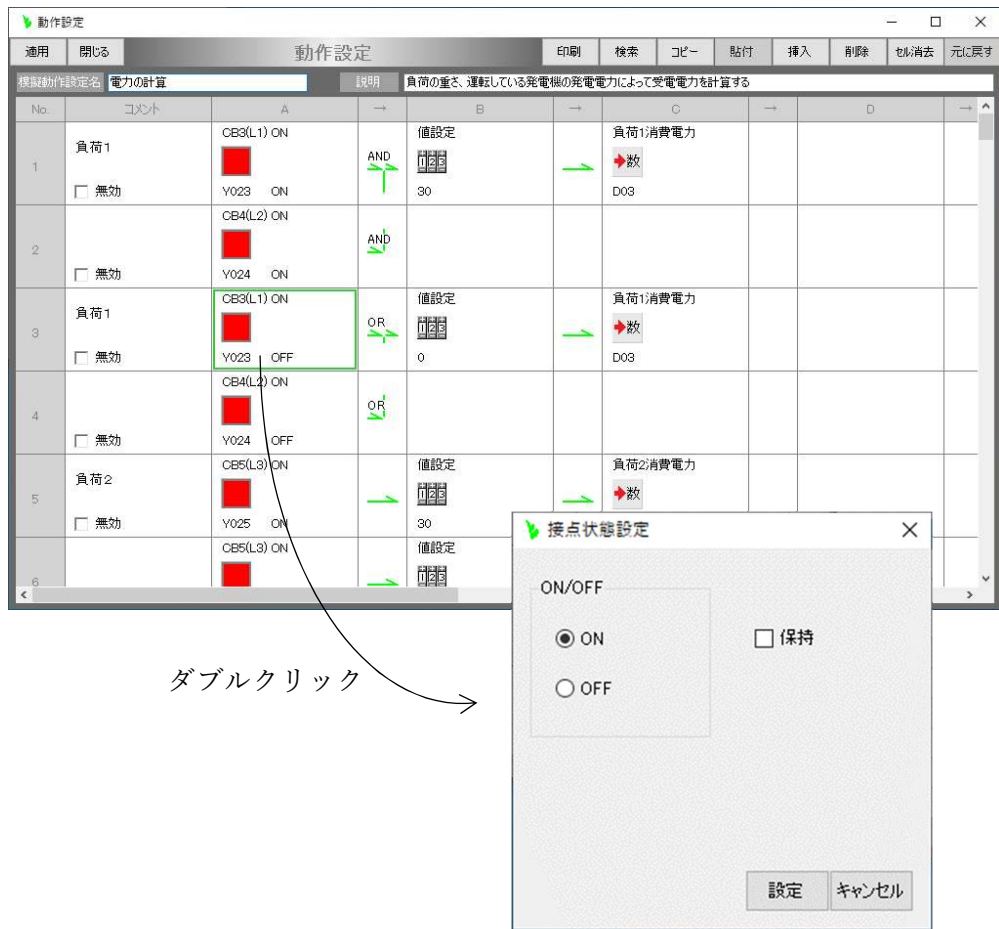 動作設定
適用 閉じる 動作設定 印刷 検索 コピー 貼付 挿入 削除 セル消去 元に戻す
模擬動作設定名 電力の計算 説明 負荷の重さ、運転している発電機の発電電力によって受電電力を計算する
No. コメント A → B → C → D →
CB3(L1) ON 値設定 負荷1消費電力
1 負荷1 AND 123 数
無効 Y023 ON 30 D03
CB4(L2) ON
2 AND
無効 Y024 ON
CB3(L1) ON 値設定 負荷1消費電力
3 負荷1 OR 123 数
無効 Y023 OFF 0 D03
CB4(L2) ON
4 OR
無効 Y024 OFF
CB5(L3) ON 値設定 負荷2消費電力
5 負荷2 123 数
無効 Y025 ON 30
CB5(L3) ON 値設定
6 123
ダブルクリック
接点状態設定
ON/OFF
ON 保持
OFF
設定 キャンセル